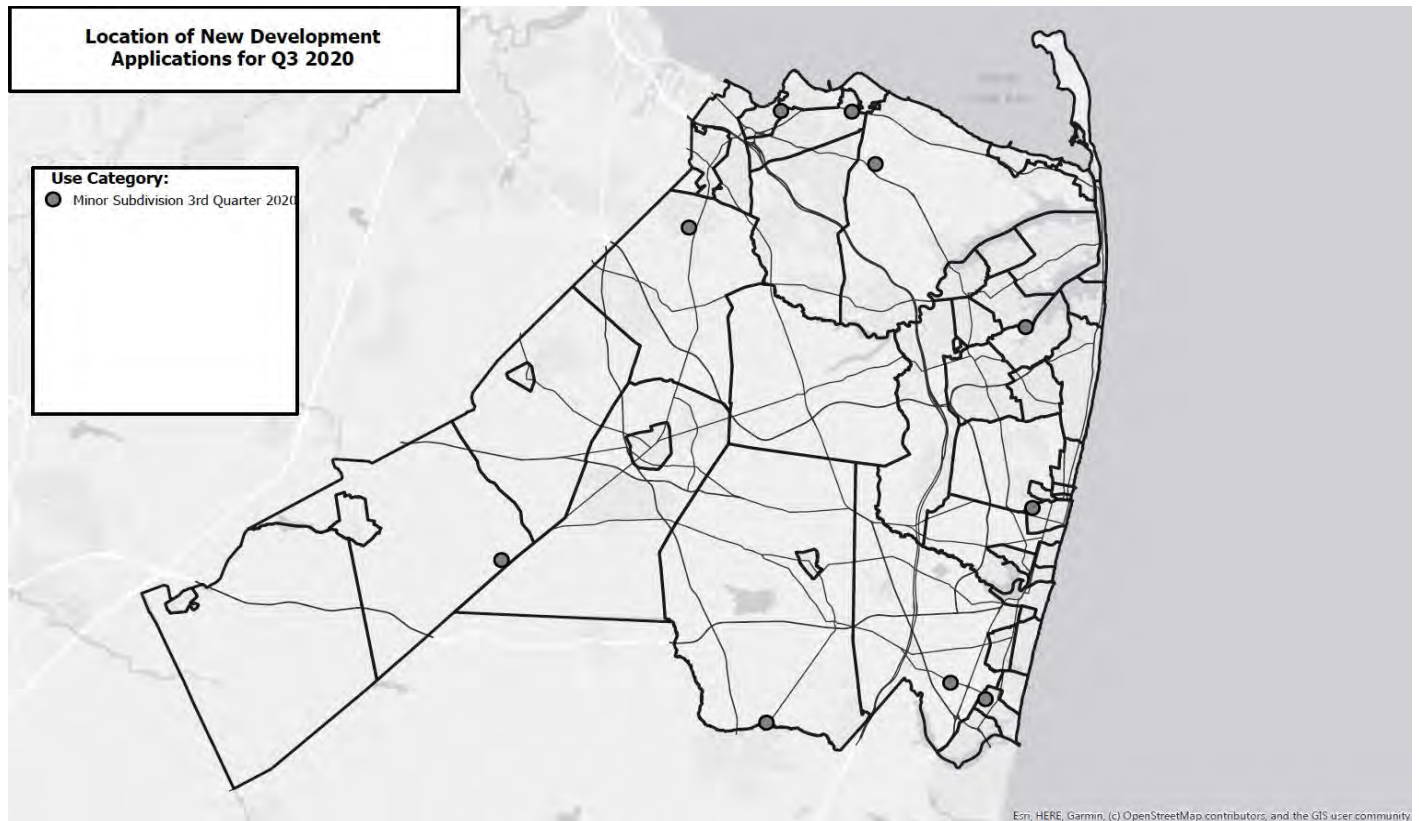 Location of New Development
Applications for Q3 2020
Use Category:
Minor Subdivision 3rd Quarter 2020
Esri, HERE, Garmin, (c) OpenStreetMap contributors, and the GIS user community